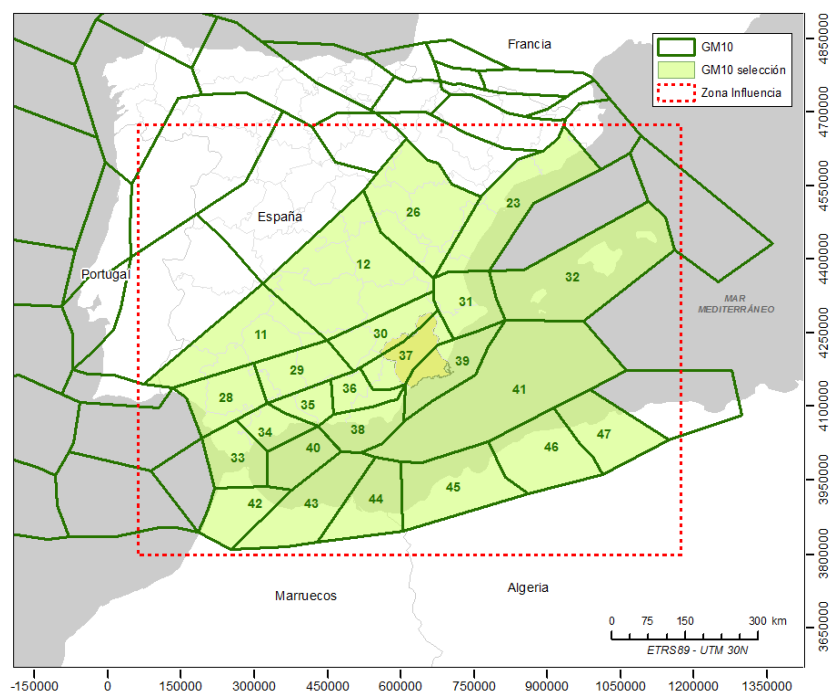 Francia
GM10
GM10 selección
Zona Influencia
España
Portugal
MAR
MEDITERRÁNEO
26
23
12
32
31
11
30
37
39
29
36
28
35
41
34
38
33
40
47
46
45
44
43
42
Marruecos
Algeria
0 75 150 300 km
ETRS89 - UTM 30N
4850000
4700000
4550000
4400000
4250000
4100000
3950000
3800000
3650000
-150000 0 150000 300000 450000 600000 750000 900000 1050000 1200000 1350000